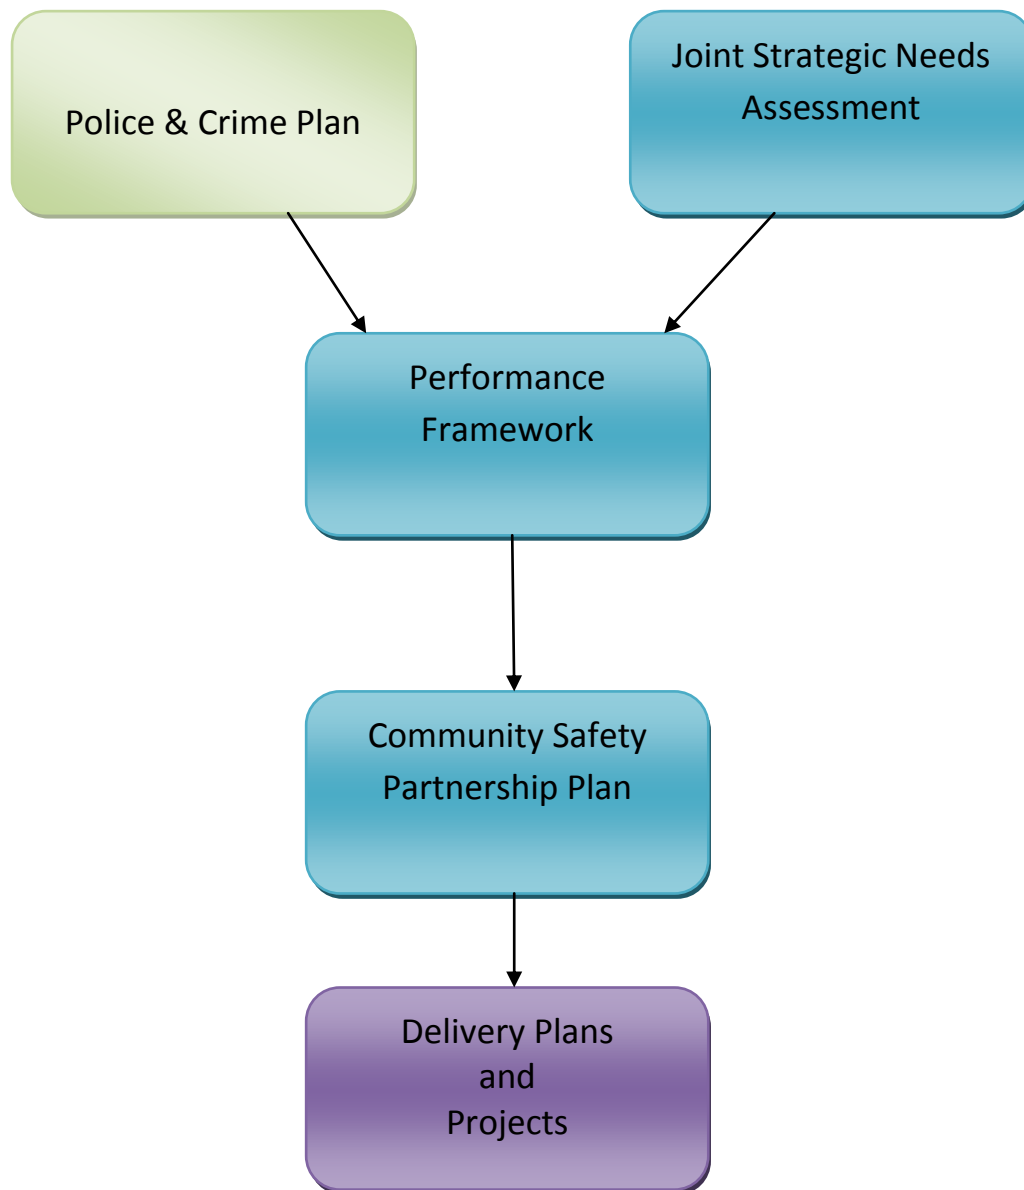 Police & Crime Plan
Joint Strategic Needs
Assessment
Performance
Framework
Community Safety
Partnership Plan
Delivery Plans
and
Projects